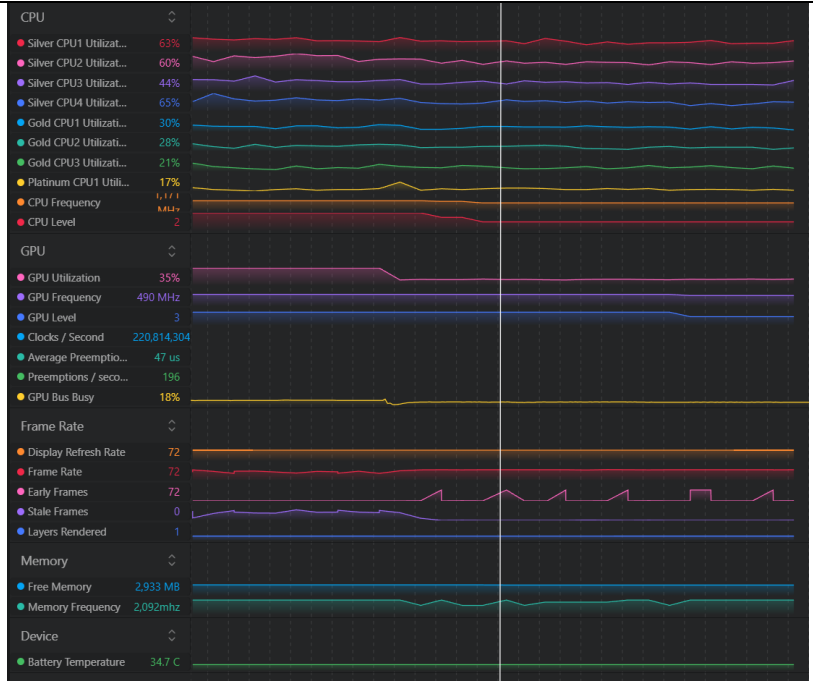 CPU
Silver CPU1 Utilizat... 63%
Silver CPU2 Utilizat... 60%
Silver CPU3 Utilizat... 44%
Silver CPU4 Utilizat... 65%
Gold CPU1 Utilizati... 30%
Gold CPU2 Utilizati... 28%
Gold CPU3 Utilizati... 21%
Platinum CPU1 Utili... 17%
CPU Frequency 1,171 MHz
CPU Level 2
GPU
GPU Utilization 35%
GPU Frequency 490 MHz
GPU Level 3
Clocks / Second 220,814,304
Average Preemptio... 47 us
Preemptions / seco... 196
GPU Bus Busy 18%
Frame Rate
Display Refresh Rate 72
Frame Rate 72
Early Frames 72
Stale Frames 0
Layers Rendered 1
Memory
Free Memory 2,933 MB
Memory Frequency 2,092mhz
Device
Battery Temperature 34.7 C